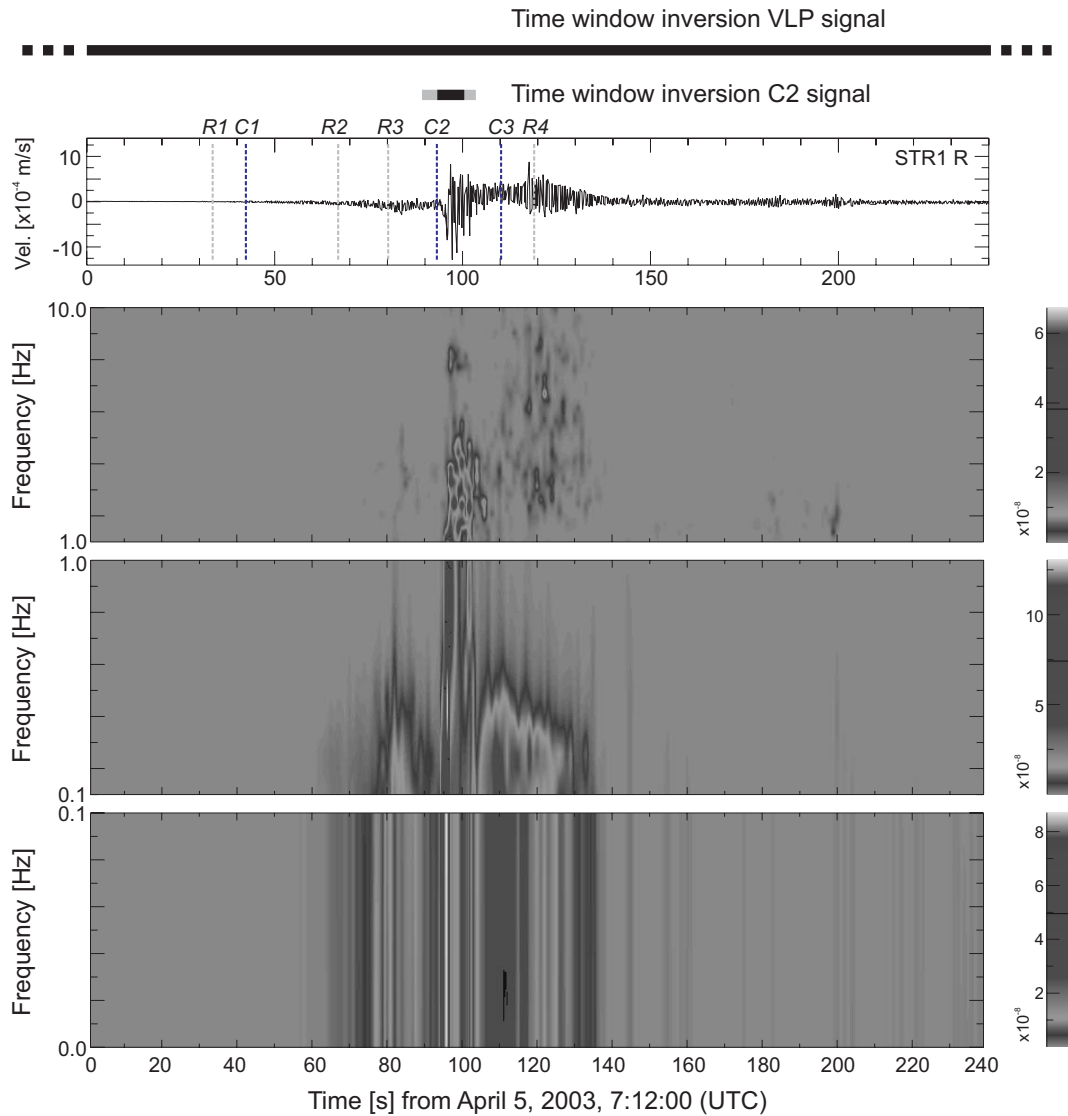 Time window inversion VLP signal
Time window inversion C2 signal
R1 C1 R2 R3 C2 C3 R4
Vel. [x10⁻⁴ m/s]
10
0
-10
STR1 R
0 50 100 150 200
Frequency [Hz]
10.0
1.0
6
4
2
x10⁻⁸
Frequency [Hz]
1.0
0.1
10
5
x10⁻⁸
Frequency [Hz]
0.1
0.0
8
6
4
2
x10⁻⁸
0 20 40 60 80 100 120 140 160 180 200 220 240
Time [s] from April 5, 2003, 7:12:00 (UTC)